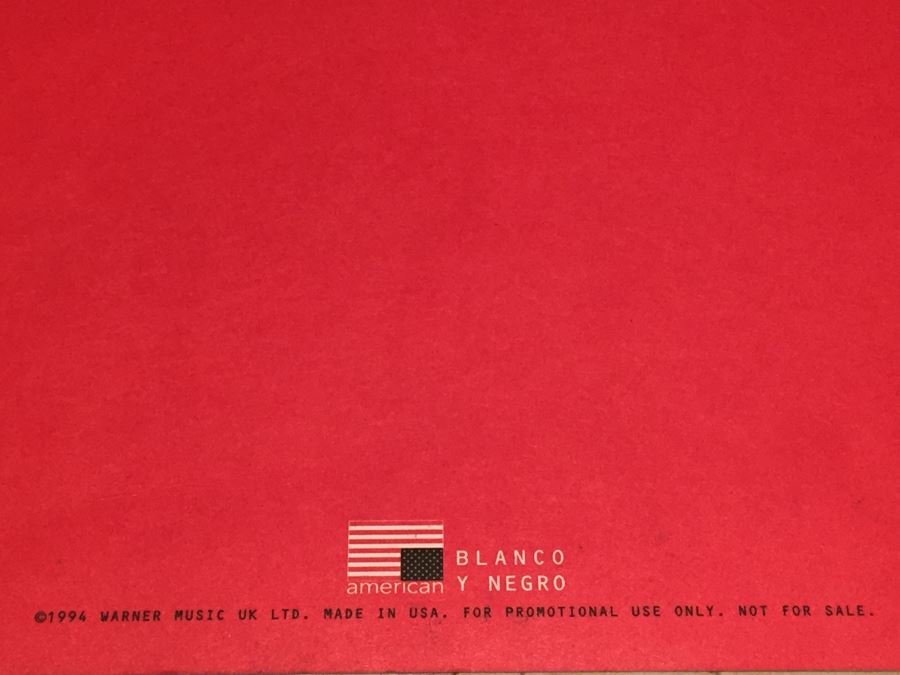 BLANCO
Y NEGRO
american
©1994 WARNER MUSIC UK LTD. MADE IN USA. FOR PROMOTIONAL USE ONLY. NOT FOR SALE.